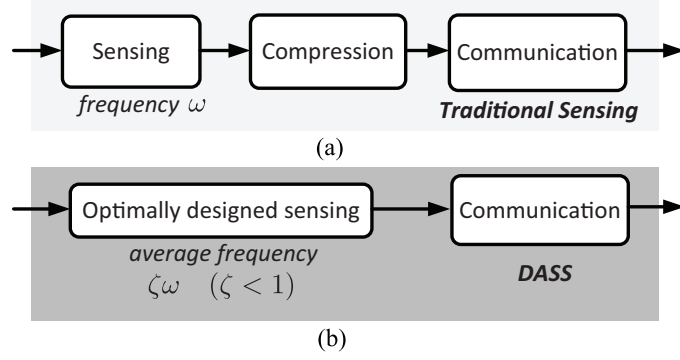 Sensing
Compression
Communication
frequency ω
Traditional Sensing
(a)
Optimally designed sensing
Communication
average frequency
ζω (ζ < 1)
DASS
(b)